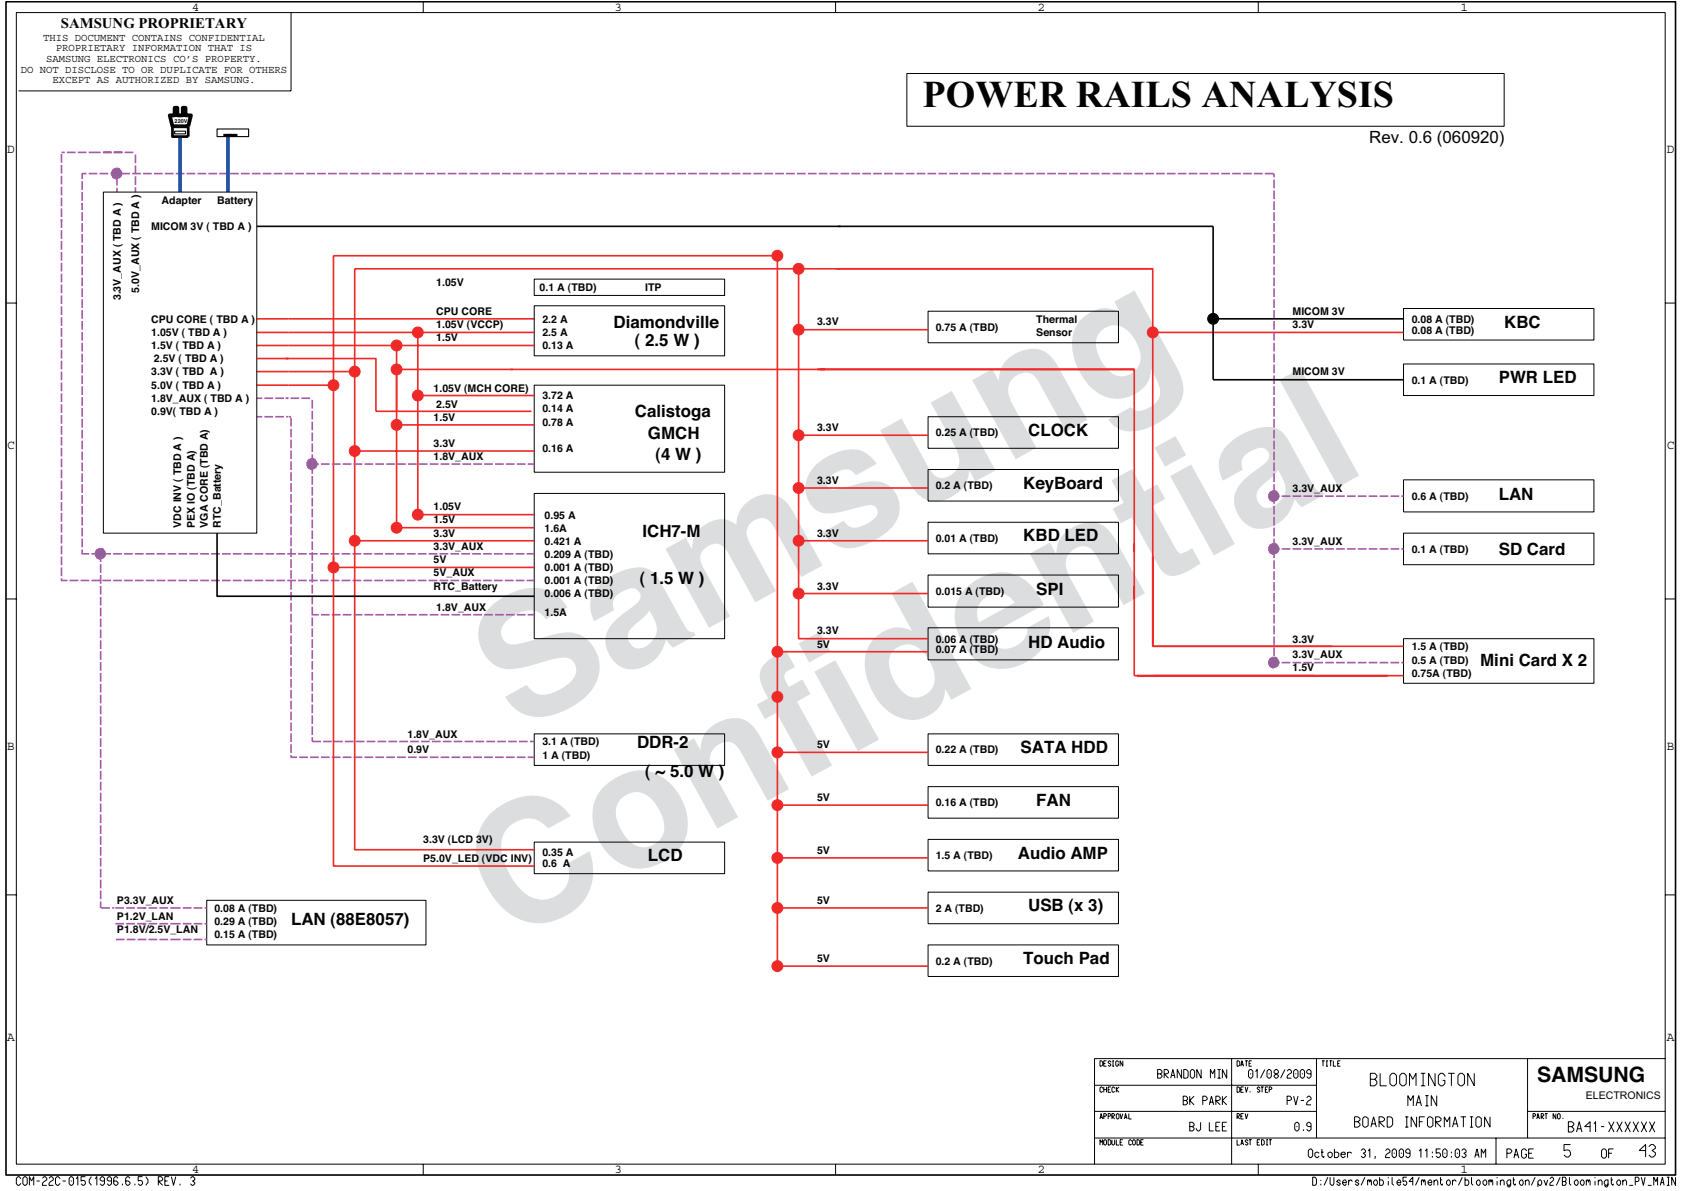 4 3 2 1
SAMSUNG PROPRIETARY
THIS DOCUMENT CONTAINS CONFIDENTIAL
PROPRIETARY INFORMATION THAT IS
SAMSUNG ELECTRONICS CO'S PROPERTY.
DO NOT DISCLOSE TO OR DUPLICATE FOR OTHERS
EXCEPT AS AUTHORIZED BY SAMSUNG.
POWER RAILS ANALYSIS
Rev. 0.6 (060920)
D D
C C
B B
A A
220V
Adapter Battery
3.3V_AUX ( TBD A )
5.0V_AUX ( TBD A )
MICOM 3V ( TBD A )
CPU CORE ( TBD A )
1.05V ( TBD A )
1.5V ( TBD A )
2.5V ( TBD A )
3.3V ( TBD A )
5.0V ( TBD A )
1.8V_AUX ( TBD A )
0.9V( TBD A )
VDC INV ( TBD A )
PEX IO (TBD A)
VGA CORE (TBD A)
RTC_Battery
1.05V
0.1 A (TBD) ITP
CPU CORE
1.05V (VCCP)
1.5V
2.2 A
2.5 A
0.13 A
Diamondville
( 2.5 W )
1.05V (MCH CORE)
2.5V
1.5V
3.3V
1.8V_AUX
3.72 A
0.14 A
0.78 A
0.16 A
Calistoga
GMCH
(4 W )
1.05V
1.5V
3.3V
3.3V_AUX
5V
5V_AUX
RTC_Battery
1.8V_AUX
0.95 A
1.6A
0.421 A
0.209 A (TBD)
0.001 A (TBD)
0.001 A (TBD)
0.006 A (TBD)
1.5A
ICH7-M
( 1.5 W )
1.8V_AUX
0.9V
3.1 A (TBD)
1 A (TBD)
DDR-2
( ~ 5.0 W )
3.3V (LCD 3V)
P5.0V_LED (VDC INV)
0.35 A
0.6 A
LCD
P3.3V_AUX
P1.2V_LAN
P1.8V/2.5V_LAN
0.08 A (TBD)
0.29 A (TBD)
0.15 A (TBD)
LAN (88E8057)
3.3V
0.75 A (TBD)
Thermal
Sensor
3.3V
0.25 A (TBD) CLOCK
3.3V
0.2 A (TBD) KeyBoard
3.3V
0.01 A (TBD) KBD LED
3.3V
0.015 A (TBD) SPI
3.3V
5V
0.06 A (TBD)
0.07 A (TBD)
HD Audio
5V
0.22 A (TBD) SATA HDD
5V
0.16 A (TBD) FAN
5V
1.5 A (TBD) Audio AMP
5V
2 A (TBD) USB (x 3)
5V
0.2 A (TBD) Touch Pad
MICOM 3V
3.3V
0.08 A (TBD)
0.08 A (TBD)
KBC
MICOM 3V
0.1 A (TBD) PWR LED
3.3V_AUX
0.6 A (TBD) LAN
3.3V_AUX
0.1 A (TBD) SD Card
3.3V
3.3V_AUX
1.5V
1.5 A (TBD)
0.5 A (TBD)
0.75A (TBD)
Mini Card X 2
Samsung
Confidential
DESIGN BRANDON MIN
CHECK BK PARK
APPROVAL BJ LEE
MODULE CODE
DATE 01/08/2009
DEV. STEP PV-2
REV 0.9
LAST EDIT October 31, 2009 11:50:03 AM
TITLE
BLOOMINGTON
MAIN
BOARD INFORMATION
SAMSUNG
ELECTRONICS
PART NO. BA41-XXXXXX
PAGE 5 OF 43
4 3 2 1
COM-22C-015(1996.6.5) REV. 3
D:/Users/mobile54/mentor/bloomington/pv2/Bloomington_PV_MAIN